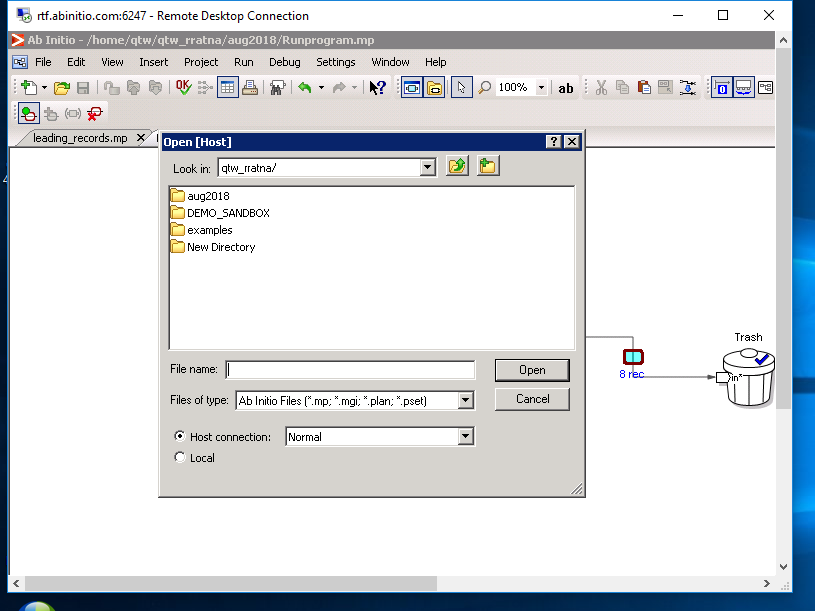 rtf.abinitio.com:6247 - Remote Desktop Connection
Ab Initio - /home/qtw/qtw_rratna/aug2018/Runprogram.mp
File Edit View Insert Project Run Debug Settings Window Help
OK 100% ab
leading_records.mp
Open [Host]
Look in: qtw_rratna/
aug2018
DEMO_SANDBOX
examples
New Directory
File name: Open
Files of type: Ab Initio Files (*.mp; *.mgi; *.plan; *.pset) Cancel
Host connection: Normal
Local
Trash
8 rec
in*